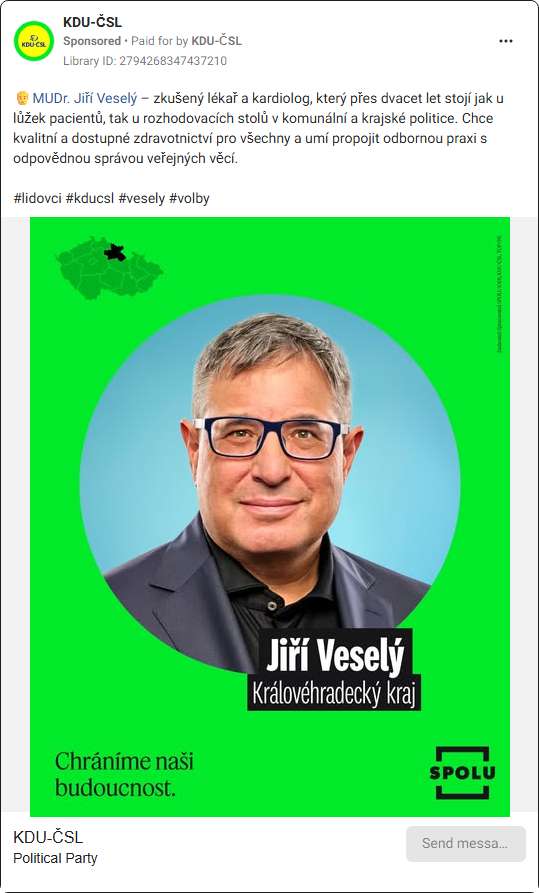 KDU-ČSL
Sponsored • Paid for by KDU-ČSL
Library ID: 2794268347437210
MUDr. Jiří Veselý – zkušený lékař a kardiolog, který přes dvacet let stojí jak u
lůžek pacientů, tak u rozhodovacích stolů v komunální a krajské politice. Chce
kvalitní a dostupné zdravotnictví pro všechny a umí propojit odbornou praxi s
odpovědnou správou veřejných věcí.
#lidovci #kducsl #vesely #volby
Jiří Veselý
Královéhradecký kraj
Chráníme naši
budoucnost.
SPOLU
KDU-ČSL
Political Party
Send messa...